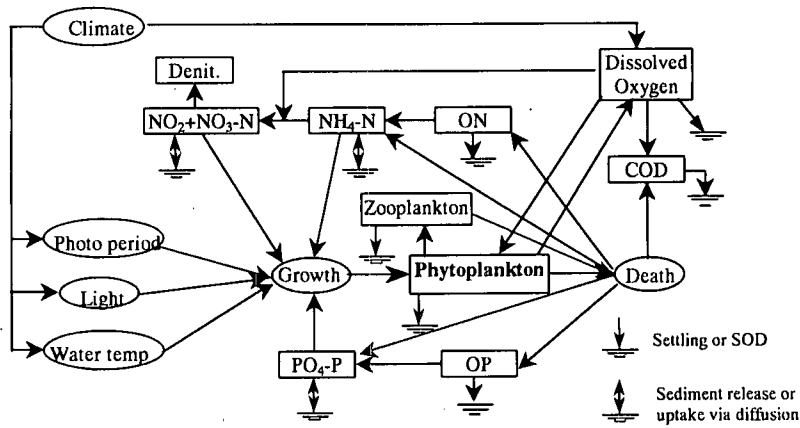 Climate
Denit.
Dissolved
Oxygen
NO₂+NO₃-N
NH₄-N
ON
COD
Zooplankton
Photo period
Growth
Phytoplankton
Death
Light
Water temp
PO₄-P
OP
Settling or SOD
Sediment release or
uptake via diffusion